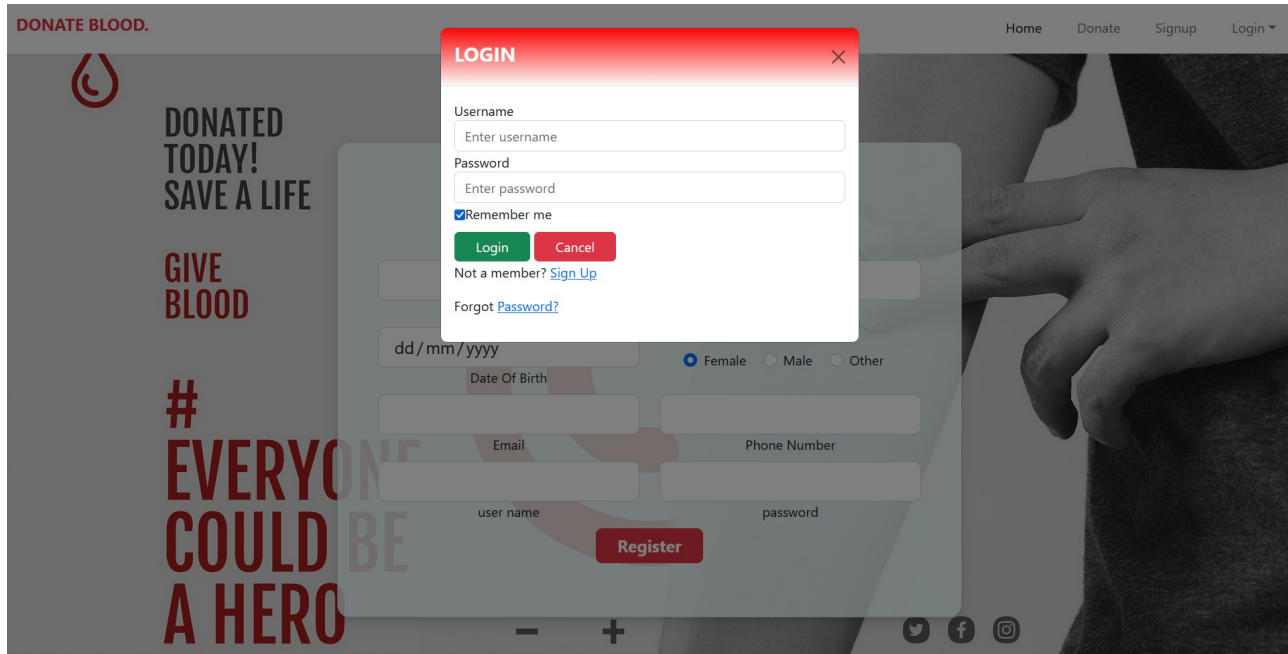 DONATE BLOOD.
Home Donate Signup Login
LOGIN
Username
Enter username
Password
Enter password
Remember me
Login Cancel
Not a member? Sign Up
Forgot Password?
DONATED
TODAY!
SAVE A LIFE
GIVE
BLOOD
#
EVERYONE
COULD BE
A HERO
dd/mm/yyyy
Date Of Birth
Female Male Other
Email
Phone Number
user name
password
Register
− +